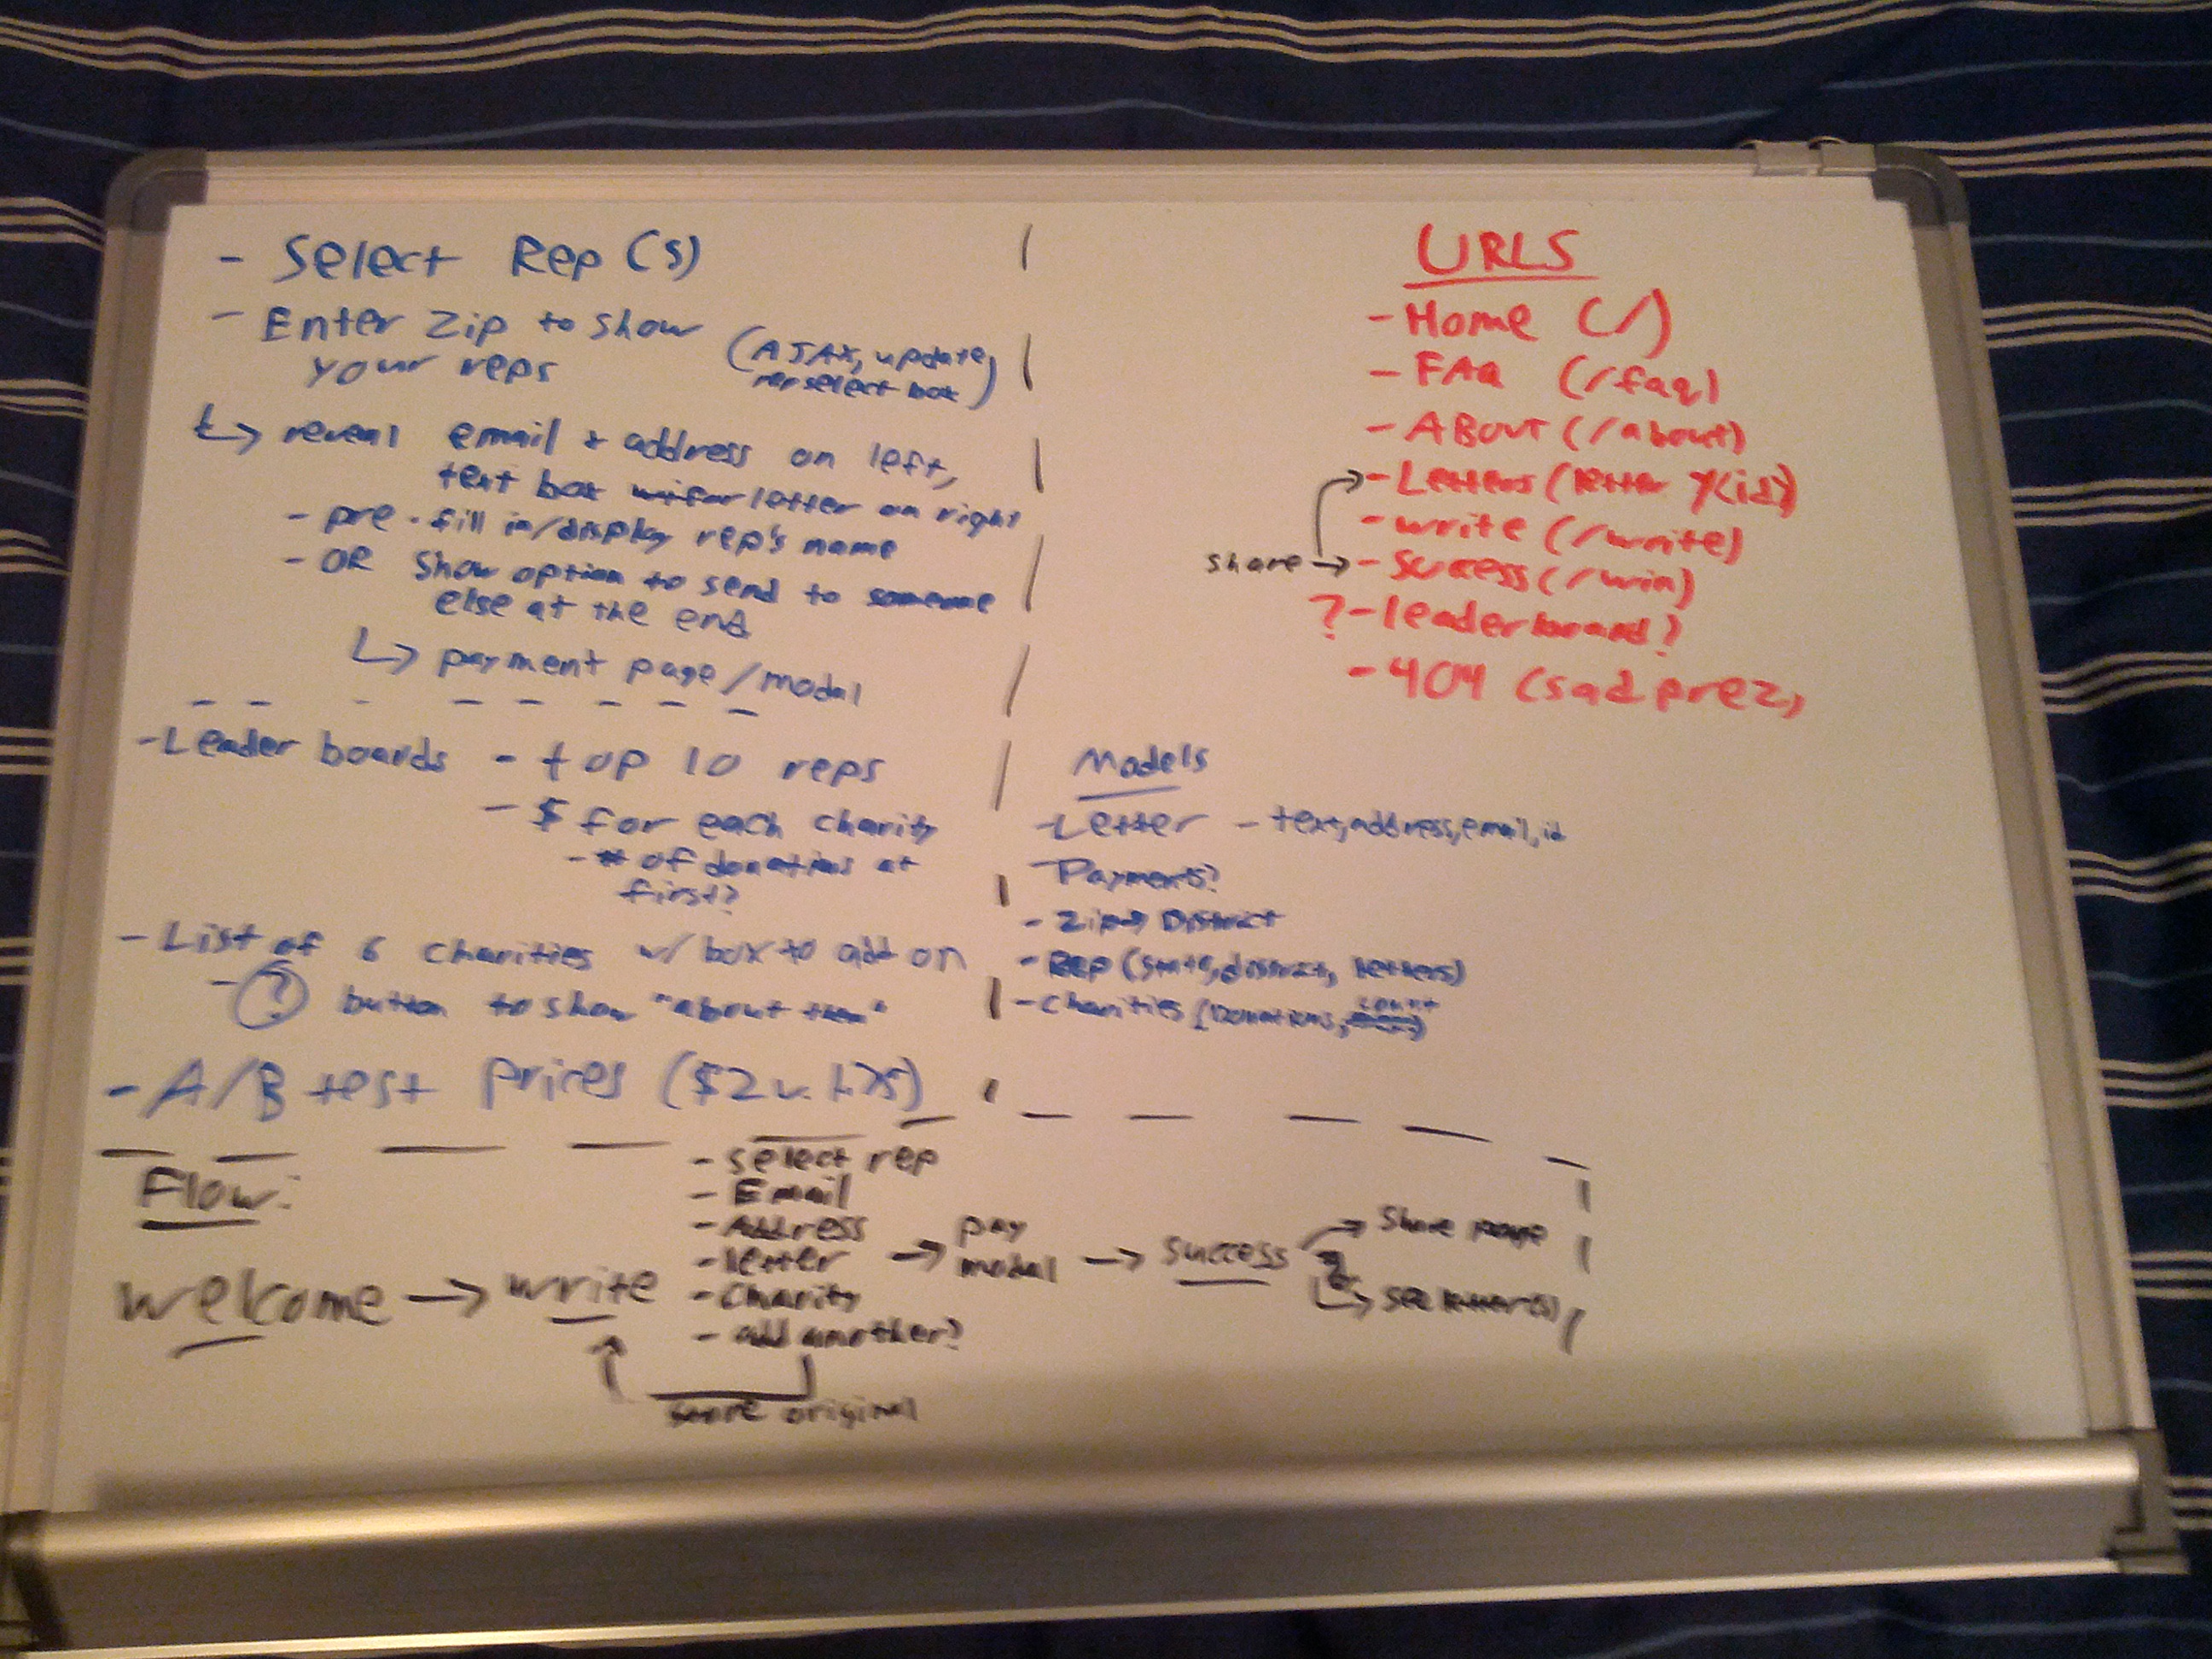 - Select Rep (s)
- Enter Zip to show
your reps
(AJAX, update
rep select box)
reveal email + address on left,
text box for letter on right
- pre-fill in/display rep's name
- OR Show option to send to someone
else at the end
payment page/modal
- Leader boards - top 10 reps
- $ for each charity
- # of donations at
first?
- List of 6 charities w/ box to add on
- ? button to show "about them"
- A/B test prices ($2 v.
URLS
- Home (/)
- FAQ (/faq)
- ABOUT (/about)
- Letters (letter
- write (/write)
share → - Success (/win)
? - leaderboard?
- 404 (sad prez)
Models
- Letter - text, address, email, id
- Payments?
- Zip → District
- Rep (state, district, letters)
- Charities (Donations, count)
Flow:
welcome → write
- select rep
- Email
- Address
- letter
- Charity
- add another?
store original
→ pay
modal
→ success
Share page
See letter(s)